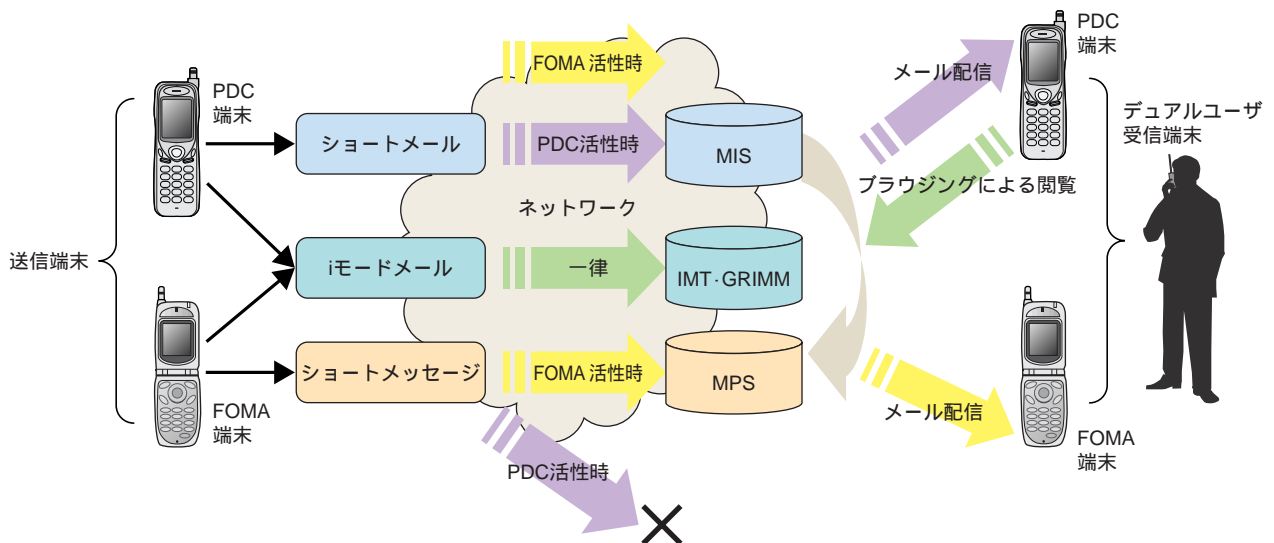 送信端末
PDC
端末
FOMA
端末
ショートメール
iモードメール
ショートメッセージ
FOMA 活性時
PDC活性時
ネットワーク
一律
FOMA 活性時
PDC活性時
MIS
IMT·GRIMM
MPS
メール配信
ブラウジングによる閲覧
メール配信
PDC
端末
デュアルユーザ
受信端末
FOMA
端末